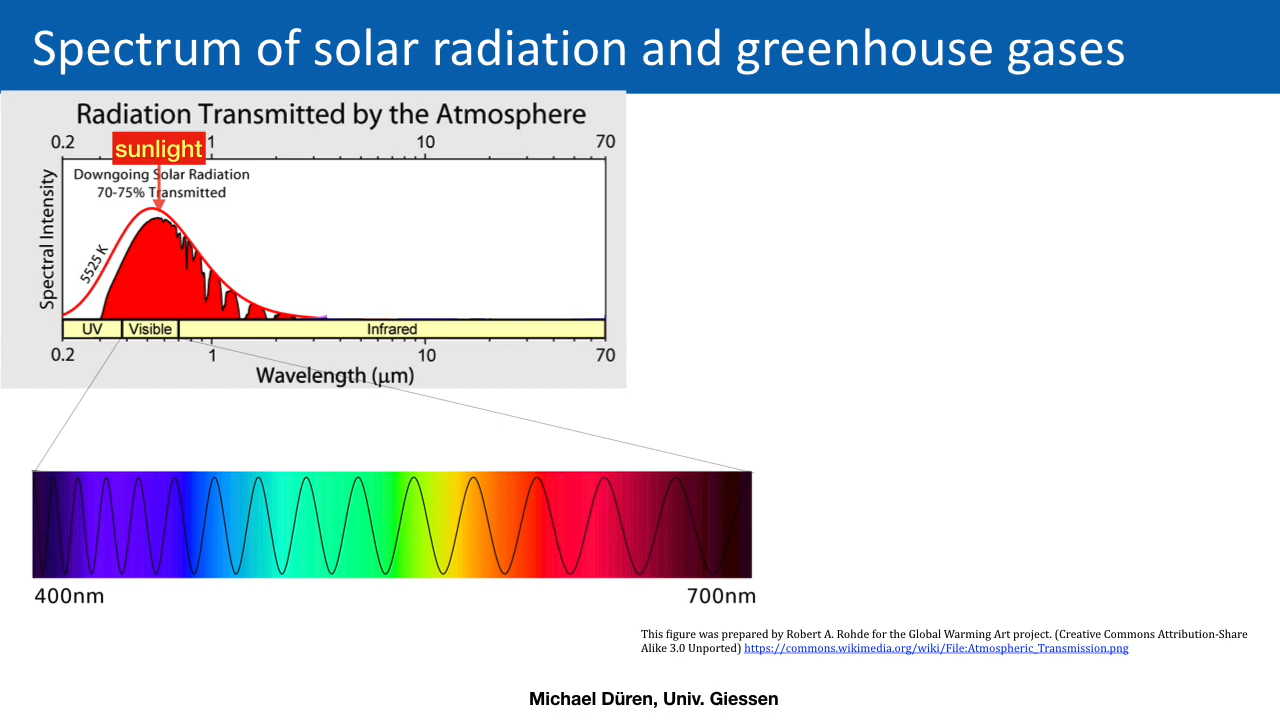 Spectrum of solar radiation and greenhouse gases
Radiation Transmitted by the Atmosphere
0.2 1 10 70
sunlight
Downgoing Solar Radiation
70-75% Transmitted
Spectral Intensity
5525 K
UV Visible Infrared
0.2 1 10 70
Wavelength (μm)
400nm 700nm
This figure was prepared by Robert A. Rohde for the Global Warming Art project. (Creative Commons Attribution-Share
Alike 3.0 Unported) https://commons.wikimedia.org/wiki/File:Atmospheric_Transmission.png
Michael Düren, Univ. Giessen